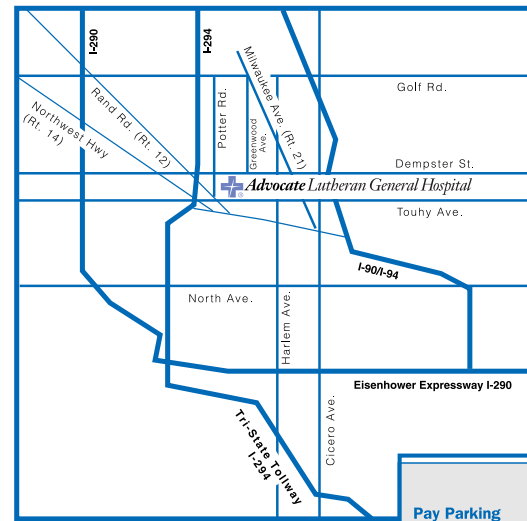 I-290
I-294
Milwaukee Ave. (Rt. 21)
Golf Rd.
Rand Rd. (Rt. 12)
Northwest Hwy
(Rt. 14)
Potter Rd.
Greenwood
Ave.
Dempster St.
Advocate Lutheran General Hospital
Touhy Ave.
I-90/I-94
North Ave.
Harlem Ave.
Eisenhower Expressway I-290
Cicero Ave.
Tri-State Tollway
I-294
Pay Parking